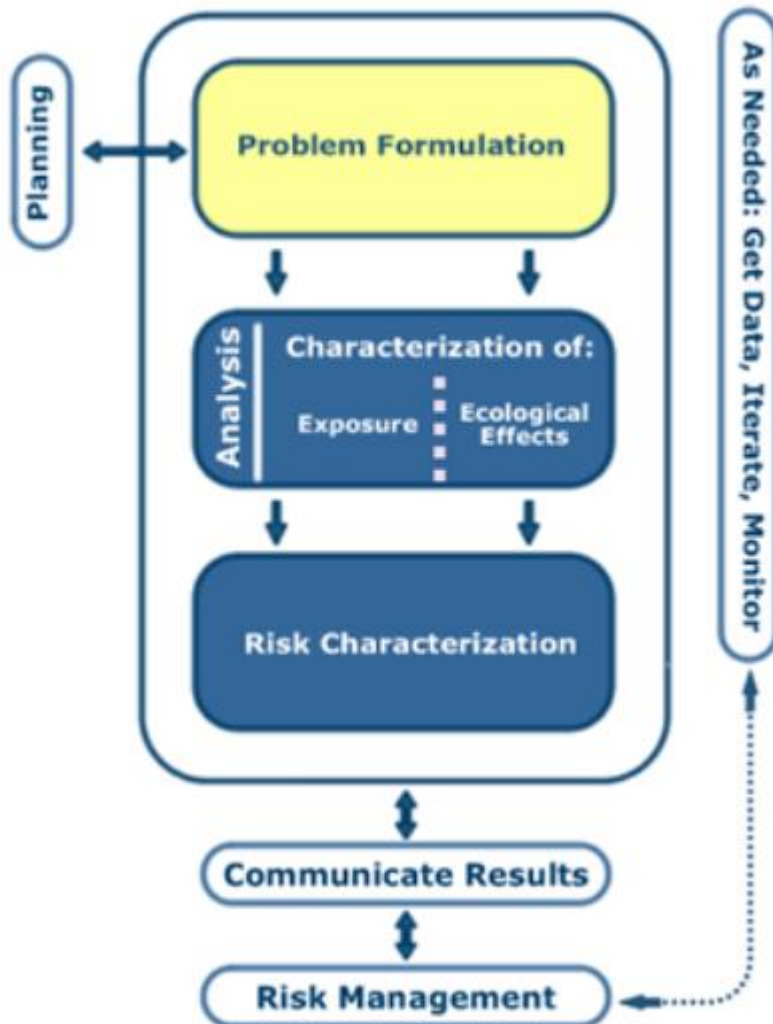 Planning
Problem Formulation
Analysis
Characterization of:
Exposure
Ecological
Effects
Risk Characterization
Communicate Results
Risk Management
As Needed: Get Data, Iterate, Monitor